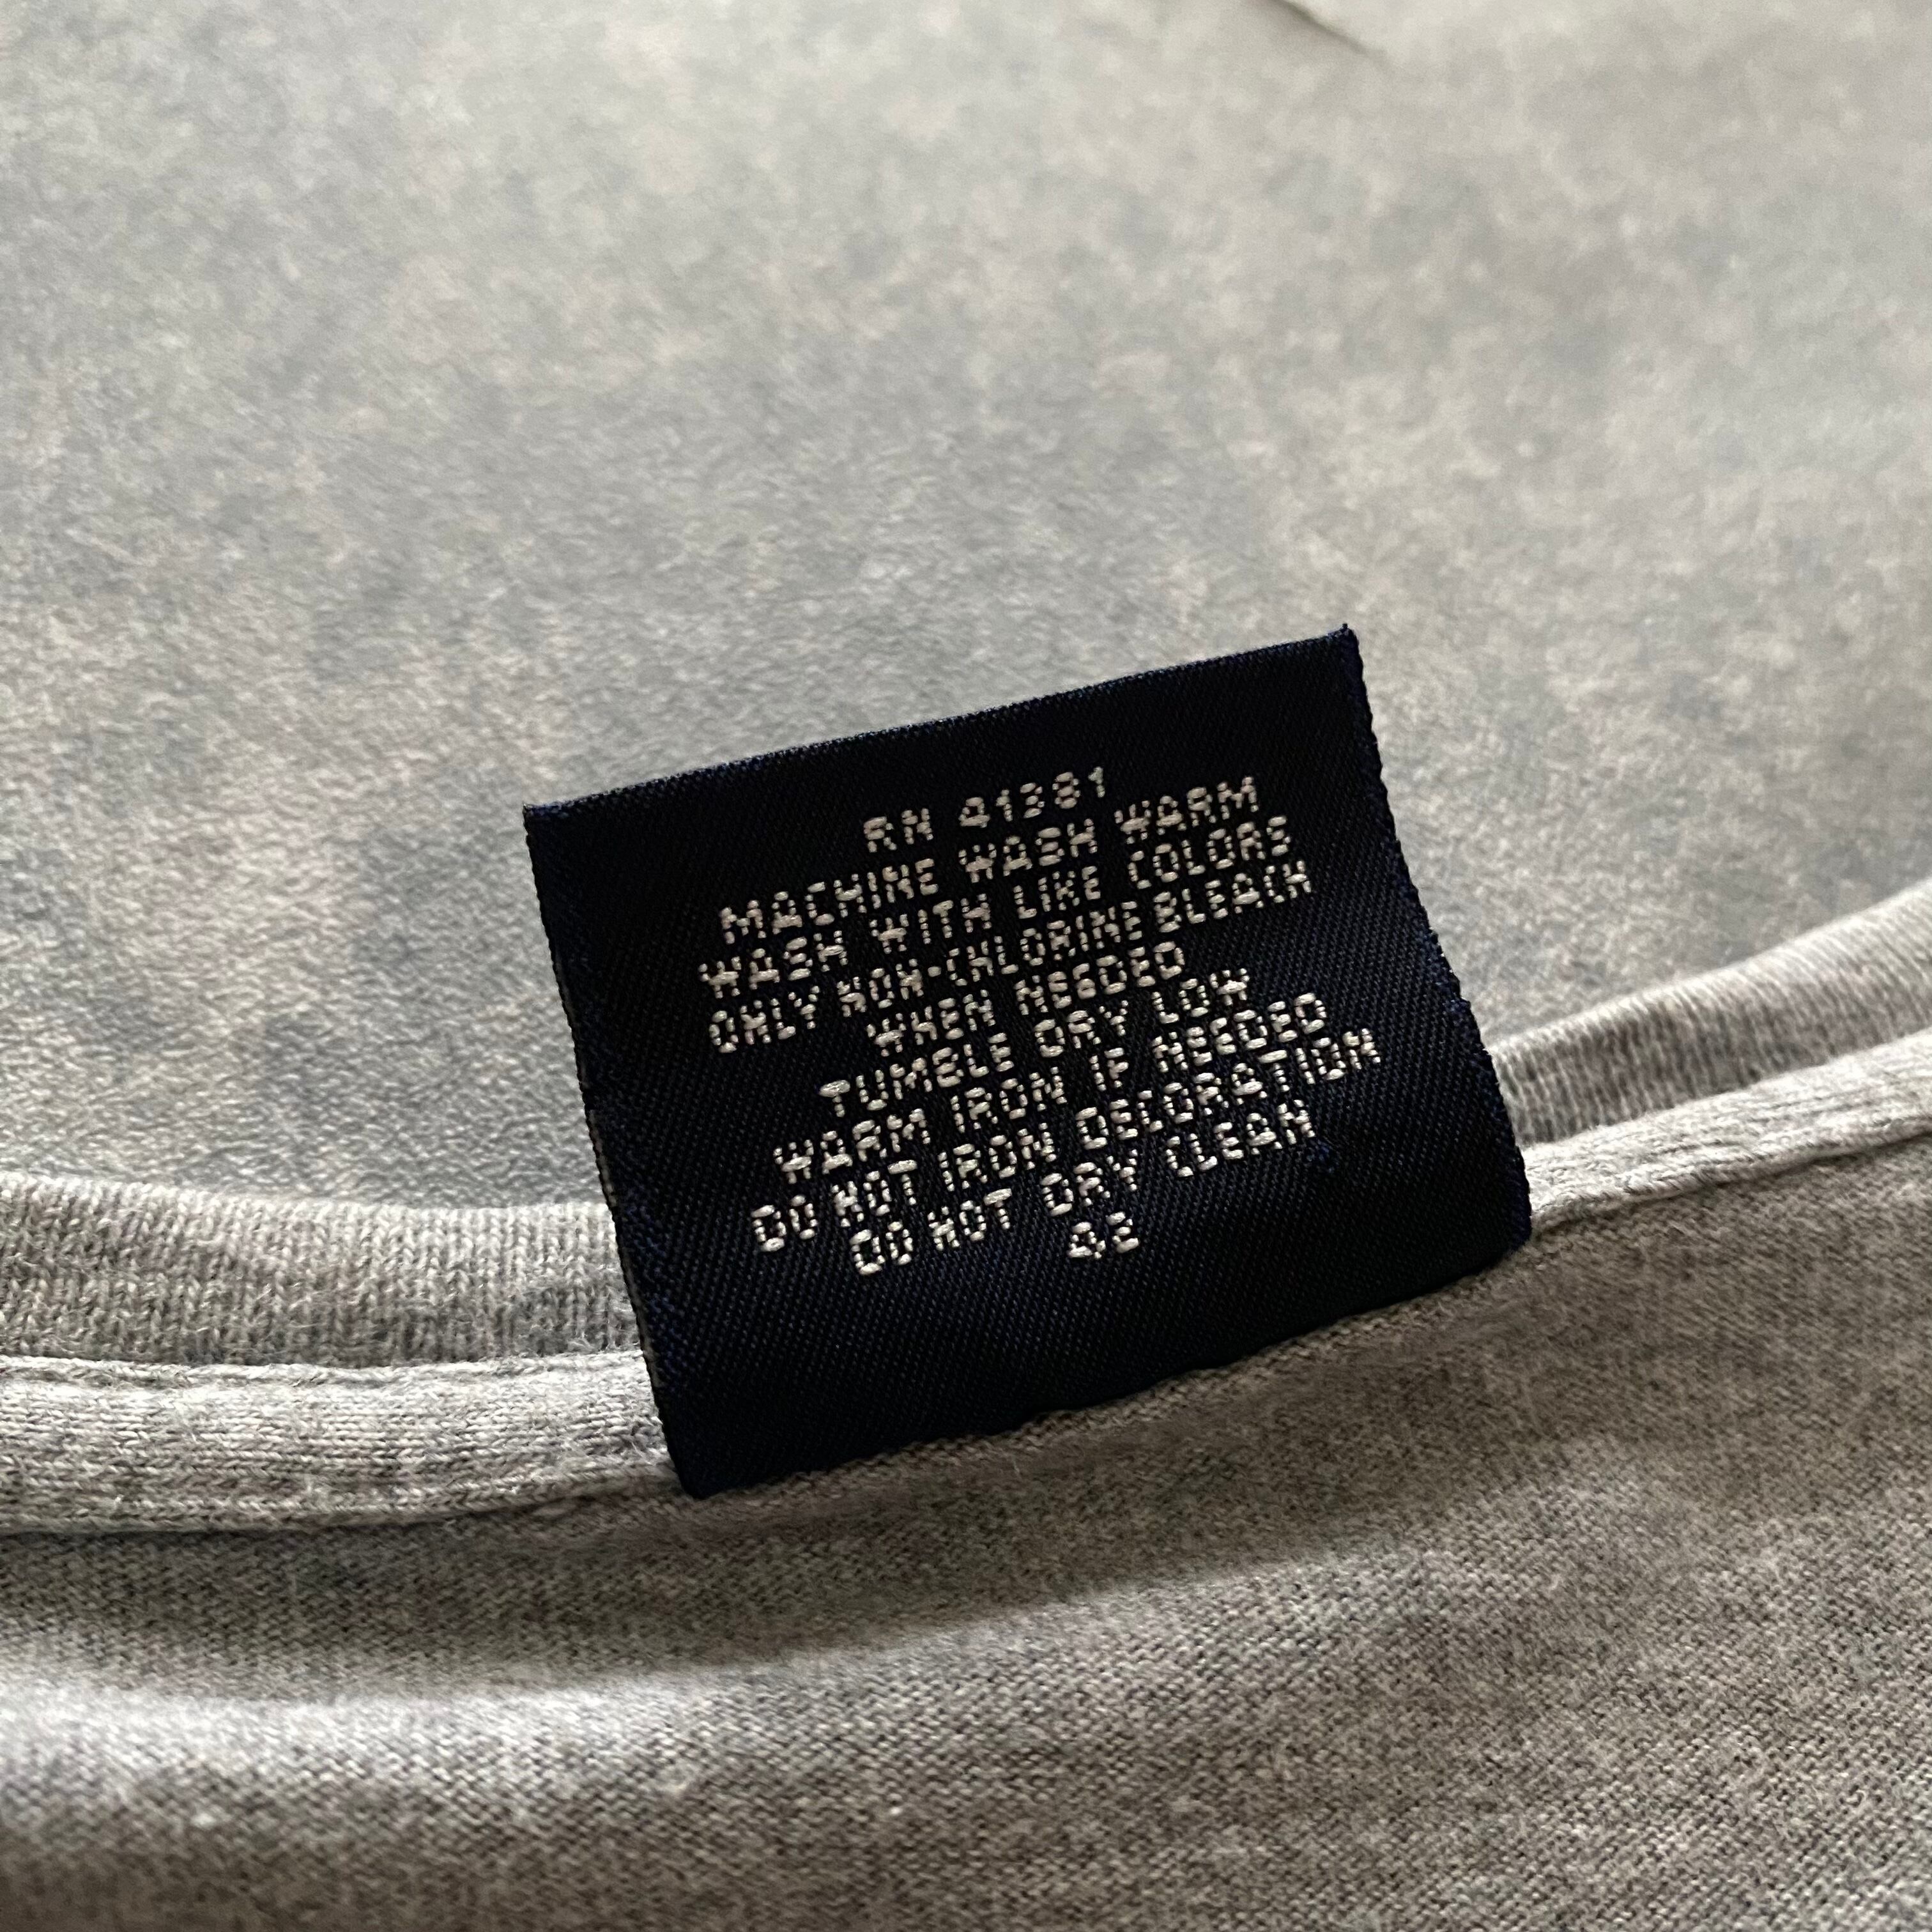 RN 41381
MACHINE WASH WARM
WASH WITH LIKE COLORS
ONLY NON-CHLORINE BLEACH
WHEN NEEDED
TUMBLE DRY LOW
WARM IRON IF NEEDED
DO NOT IRON DECORATION
DO NOT DRY CLEAN
42